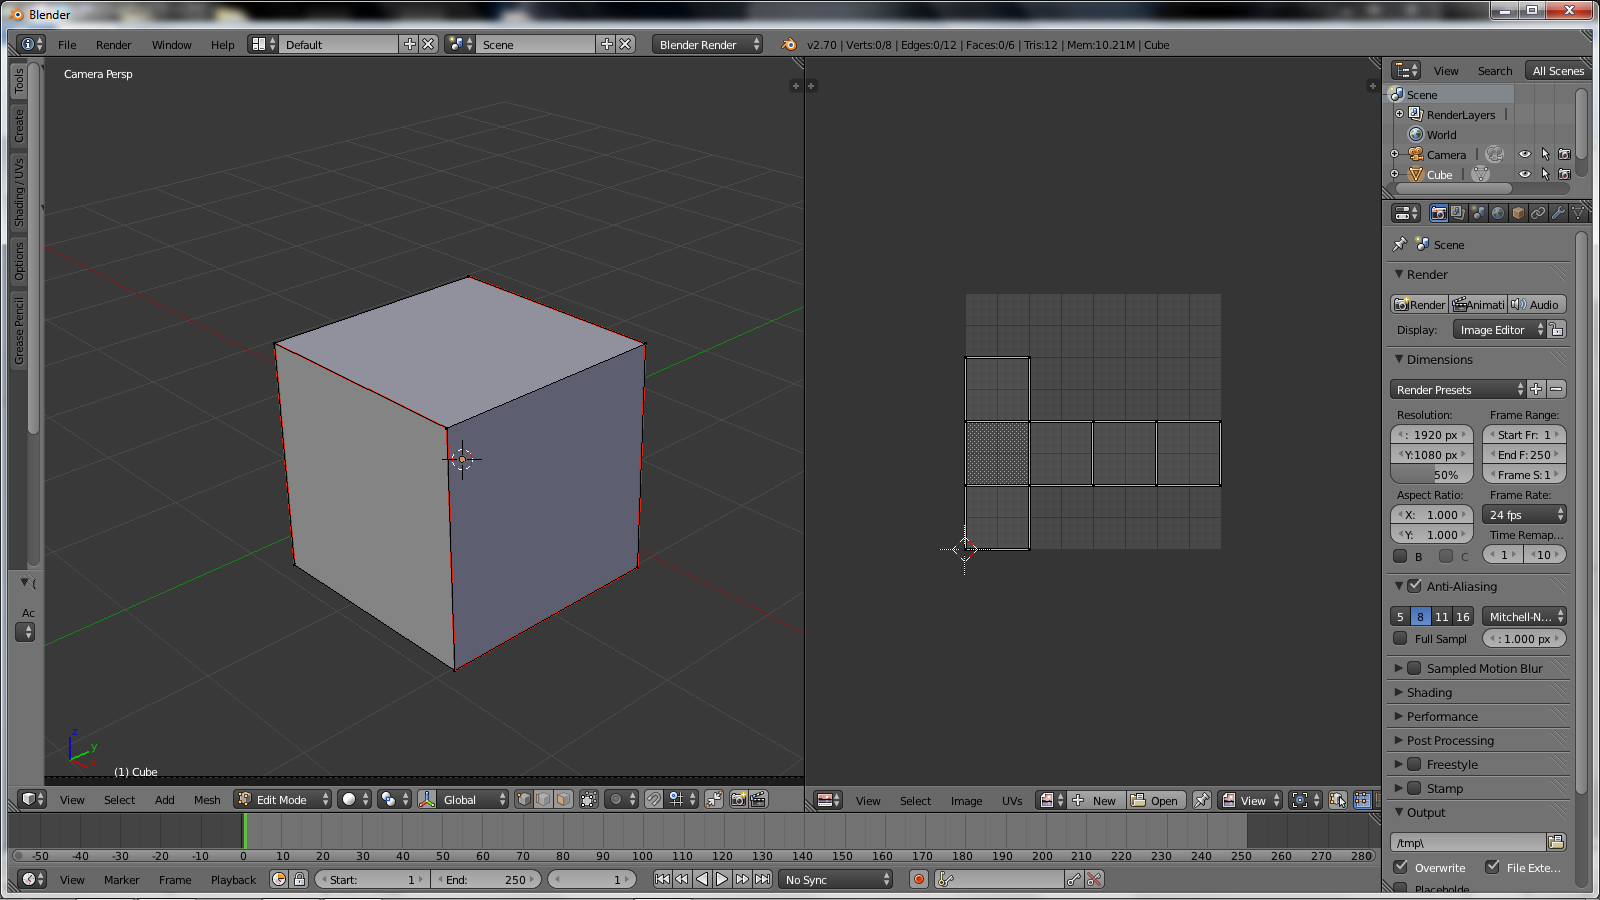 Blender
File Render Window Help Default Scene Blender Render v2.70 | Verts:0/8 | Edges:0/12 | Faces:0/6 | Tris:12 | Mem:10.21M | Cube
Tools
Create
Shading / UVs
Options
Grease Pencil
Ac
Camera Persp
z
y
x
(1) Cube
View Select Add Mesh Edit Mode Global
View Select Image UVs New Open View
View Search All Scenes
Scene
RenderLayers
World
Camera
Cube
Scene
Render
Render Animati Audio
Display: Image Editor
Dimensions
Render Presets
Resolution: Frame Range:
: 1920 px Start Fr: 1
Y:1080 px End F: 250
50% Frame S: 1
Aspect Ratio: Frame Rate:
X: 1.000 24 fps
Y: 1.000 Time Remap...
B C 1 10
Anti-Aliasing
5 8 11 16 Mitchell-N...
Full Sampl : 1.000 px
Sampled Motion Blur
Shading
Performance
Post Processing
Freestyle
Stamp
Output
/tmp\
Overwrite File Exte...
Placeholde
-50 -40 -30 -20 -10 0 10 20 30 40 50 60 70 80 90 100 110 120 130 140 150 160 170 180 190 200 210 220 230 240 250 260 270 280
View Marker Frame Playback Start: 1 End: 250 1 No Sync